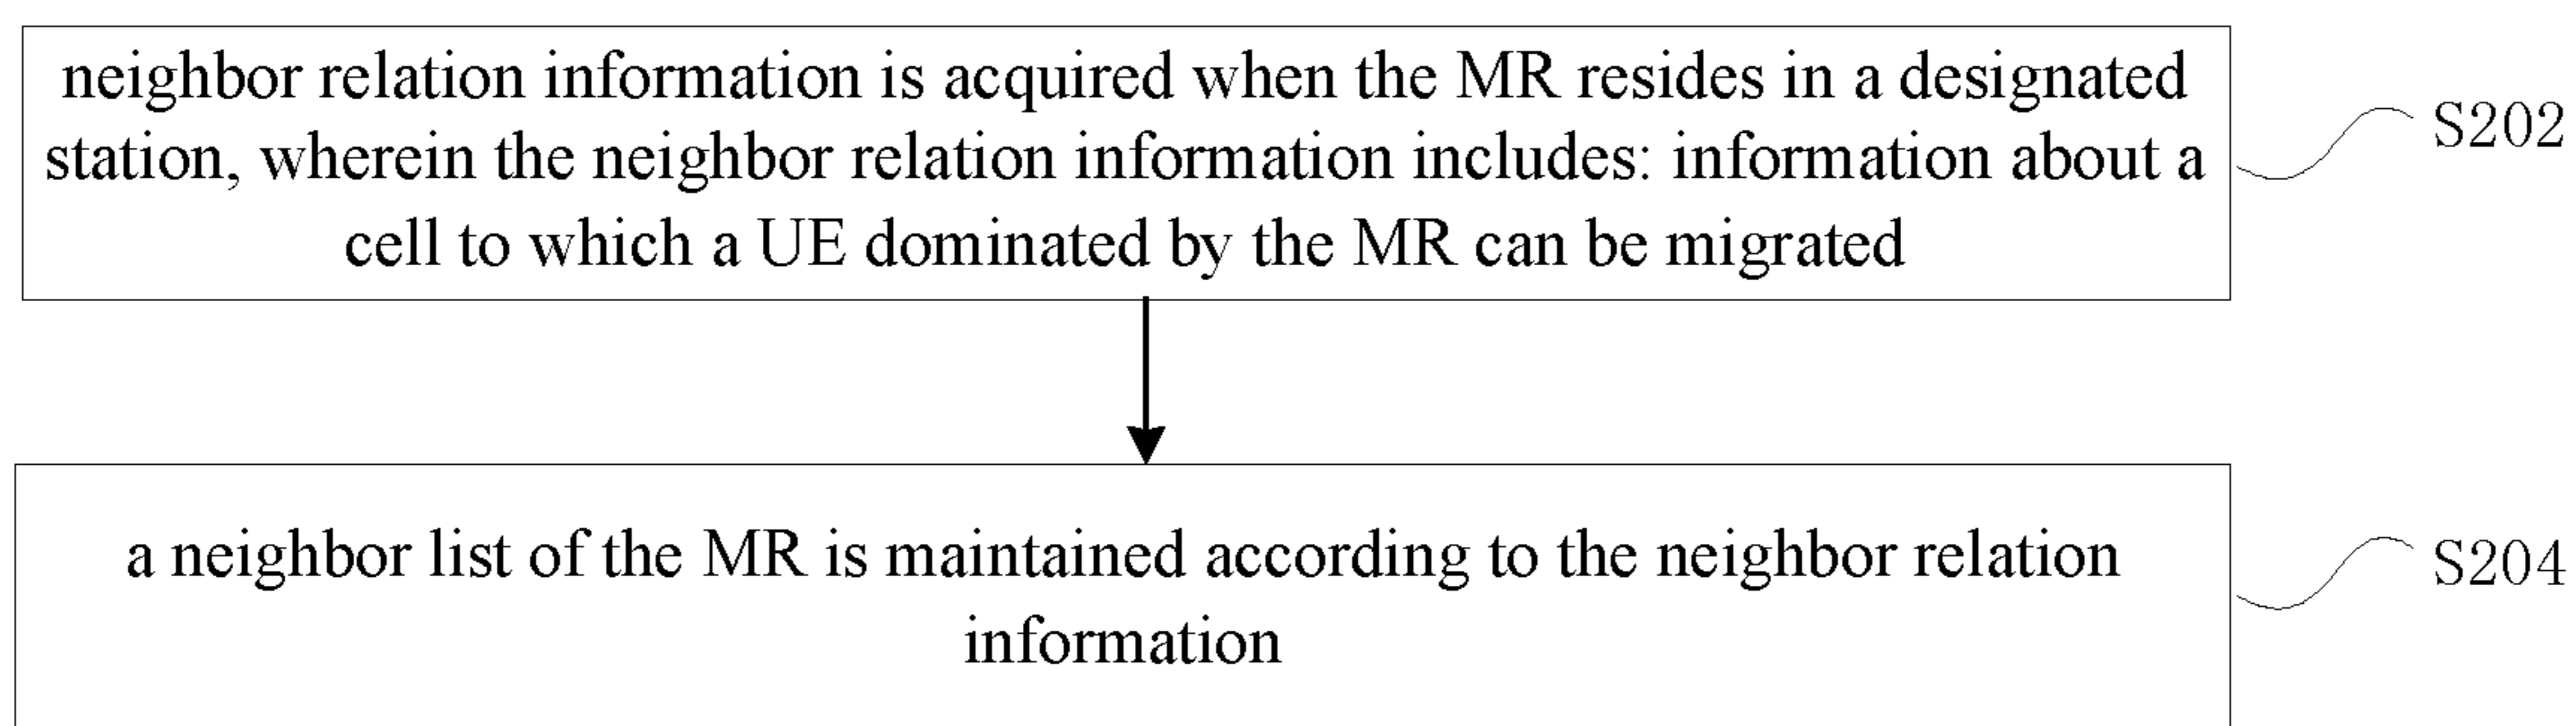 neighbor relation information is acquired when the MR resides in a designated
station, wherein the neighbor relation information includes: information about a
cell to which a UE dominated by the MR can be migrated
S202
a neighbor list of the MR is maintained according to the neighbor relation
information
S204